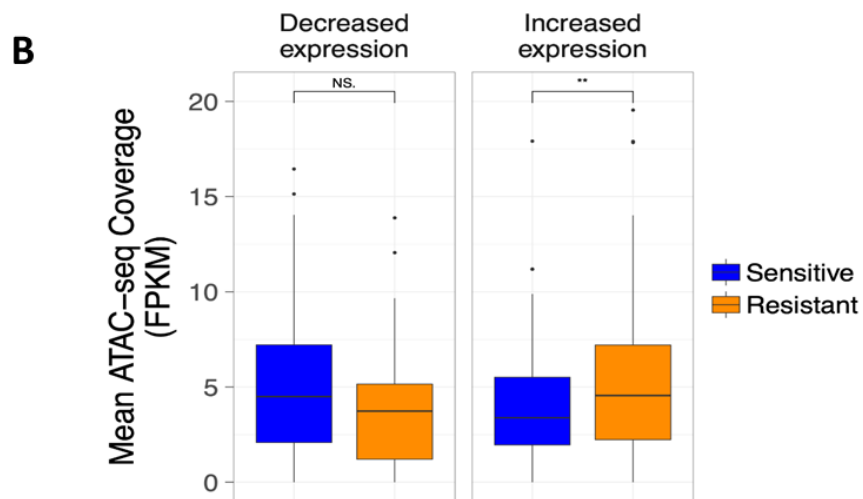 B
Decreased
expression
Increased
expression
NS.
**
Mean ATAC–seq Coverage
(FPKM)
20
15
10
5
0
Sensitive
Resistant